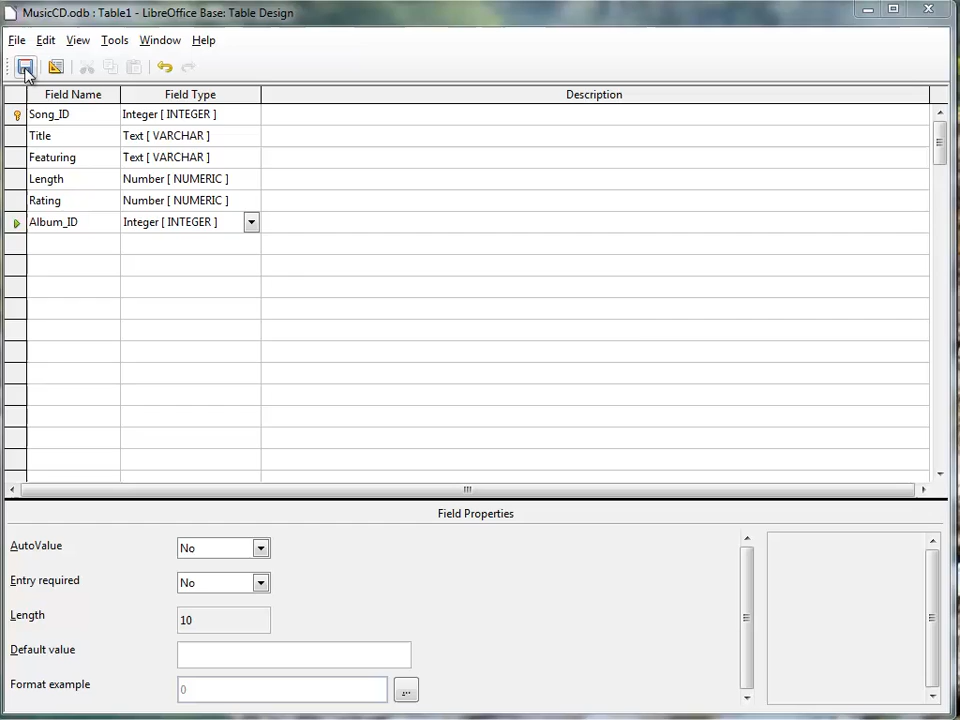 MusicCD.odb : Table1 - LibreOffice Base: Table Design
File Edit View Tools Window Help
Field Name Field Type Description
Song_ID Integer [ INTEGER ]
Title Text [ VARCHAR ]
Featuring Text [ VARCHAR ]
Length Number [ NUMERIC ]
Rating Number [ NUMERIC ]
Album_ID Integer [ INTEGER ]
Field Properties
AutoValue No
Entry required No
Length 10
Default value
Format example 0 ...